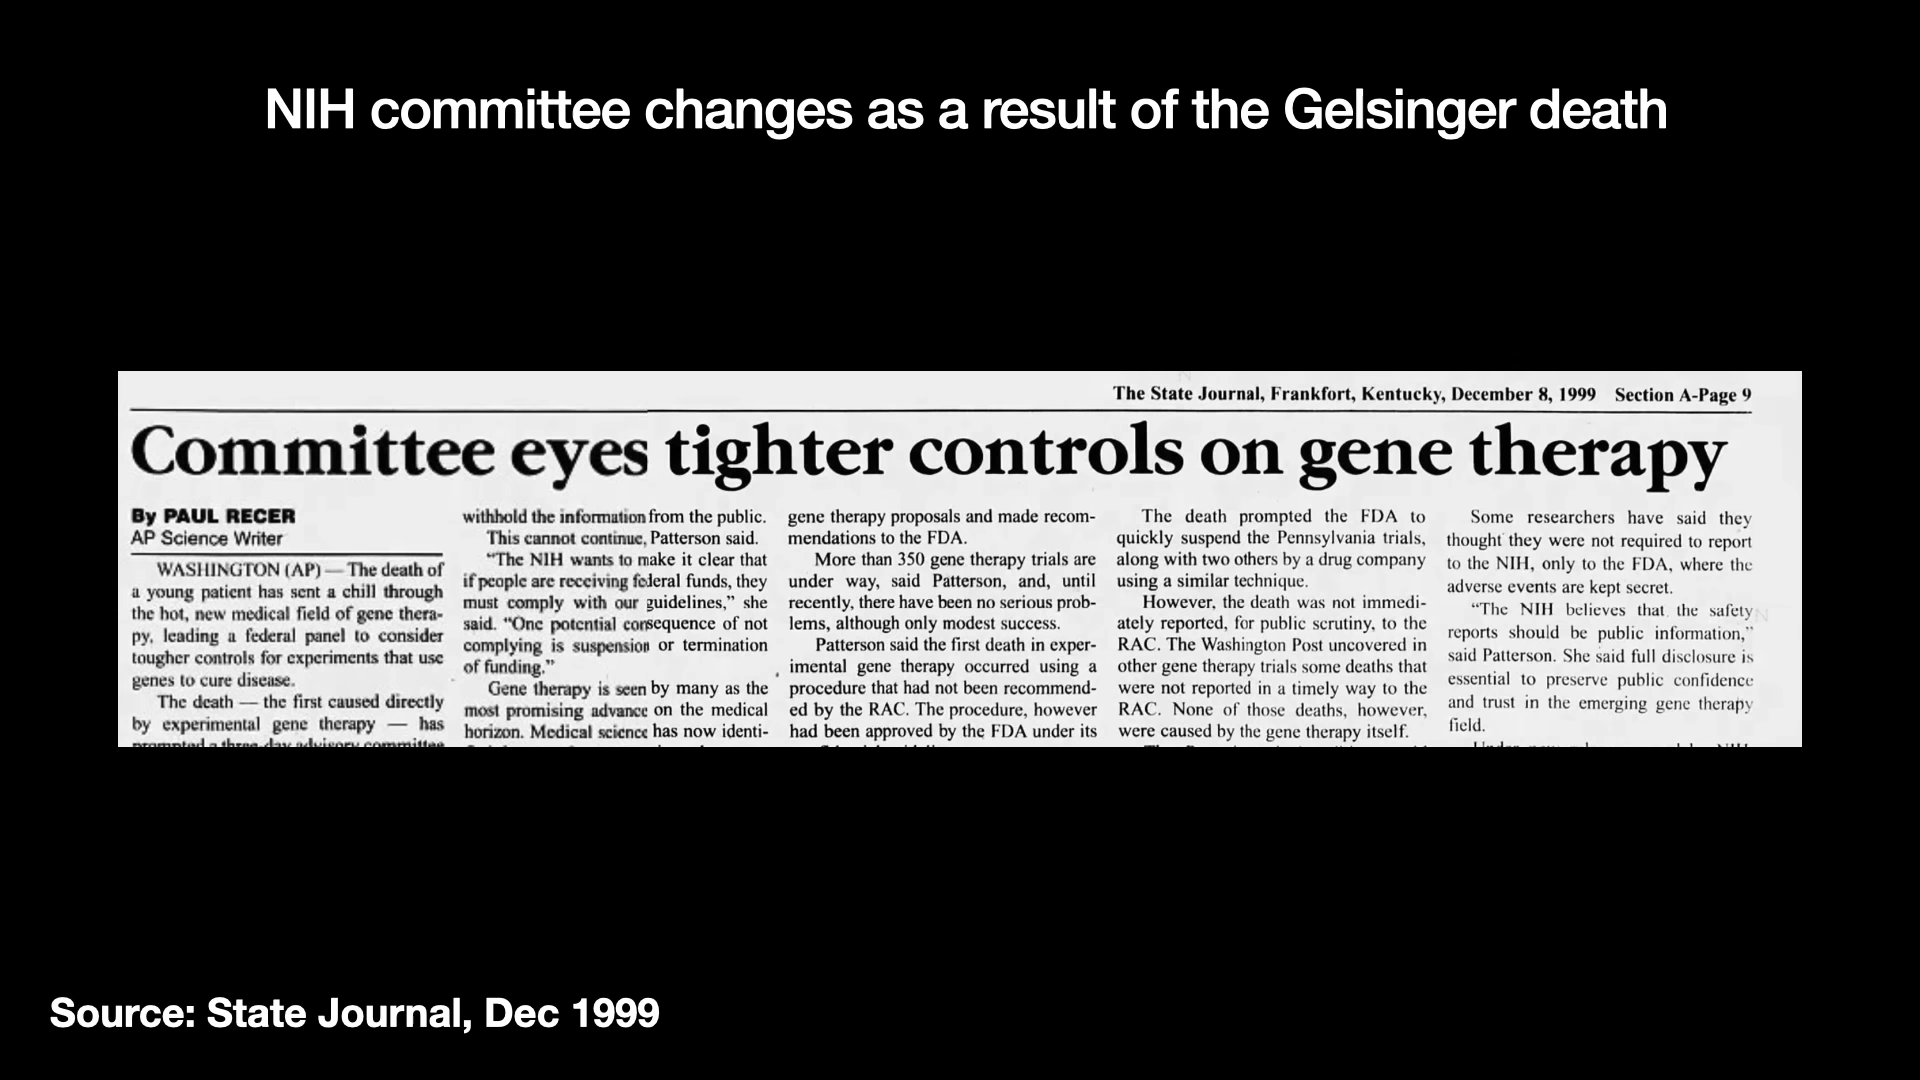 NIH committee changes as a result of the Gelsinger death
The State Journal, Frankfort, Kentucky, December 8, 1999 Section A-Page 9
Committee eyes tighter controls on gene therapy
By PAUL RECER
AP Science Writer
WASHINGTON (AP) — The death of
a young patient has sent a chill through
the hot, new medical field of gene thera-
py, leading a federal panel to consider
tougher controls for experiments that use
genes to cure disease.
The death — the first caused directly
by experimental gene therapy — has
prompted a three-day advisory committee
withhold the information from the public.
This cannot continue, Patterson said.
“The NIH wants to make it clear that
if people are receiving federal funds, they
must comply with our guidelines,” she
said. “One potential consequence of not
complying is suspension or termination
of funding.”
Gene therapy is seen by many as the
most promising advance on the medical
horizon. Medical science has now identi-
gene therapy proposals and made recom-
mendations to the FDA.
More than 350 gene therapy trials are
under way, said Patterson, and, until
recently, there have been no serious prob-
lems, although only modest success.
Patterson said the first death in exper-
imental gene therapy occurred using a
procedure that had not been recommend-
ed by the RAC. The procedure, however
had been approved by the FDA under its
The death prompted the FDA to
quickly suspend the Pennsylvania trials,
along with two others by a drug company
using a similar technique.
However, the death was not immedi-
ately reported, for public scrutiny, to the
RAC. The Washington Post uncovered in
other gene therapy trials some deaths that
were not reported in a timely way to the
RAC. None of those deaths, however,
were caused by the gene therapy itself.
Some researchers have said they
thought they were not required to report
to the NIH, only to the FDA, where the
adverse events are kept secret.
“The NIH believes that the safety
reports should be public information,”
said Patterson. She said full disclosure is
essential to preserve public confidence
and trust in the emerging gene therapy
field.
Source: State Journal, Dec 1999